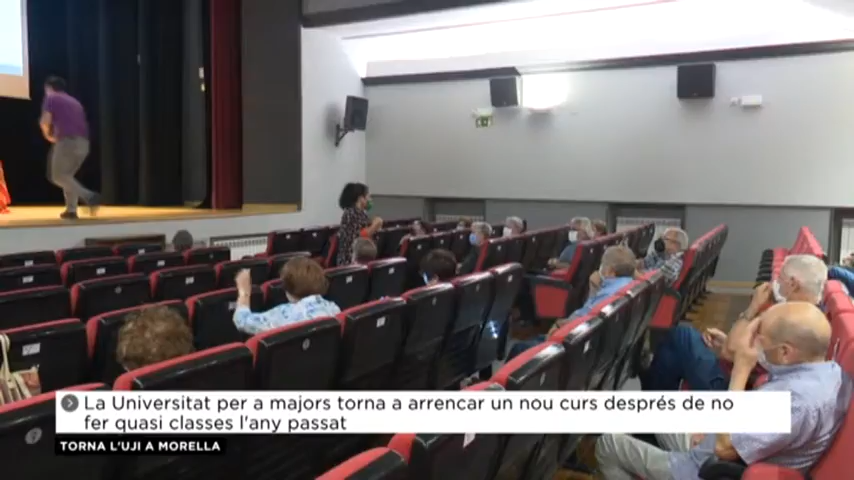 La Universitat per a majors torna a arrencar un nou curs després de no
fer quasi classes l'any passat
TORNA L'UJI A MORELLA